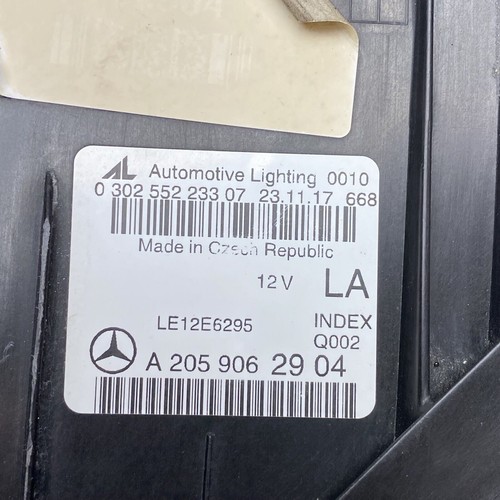 AL Automotive Lighting 0010
0 302 552 233 07 23.11.17 668
Made in Czech Republic
12 V LA
LE12E6295 INDEX
Q002
A 205 906 29 04